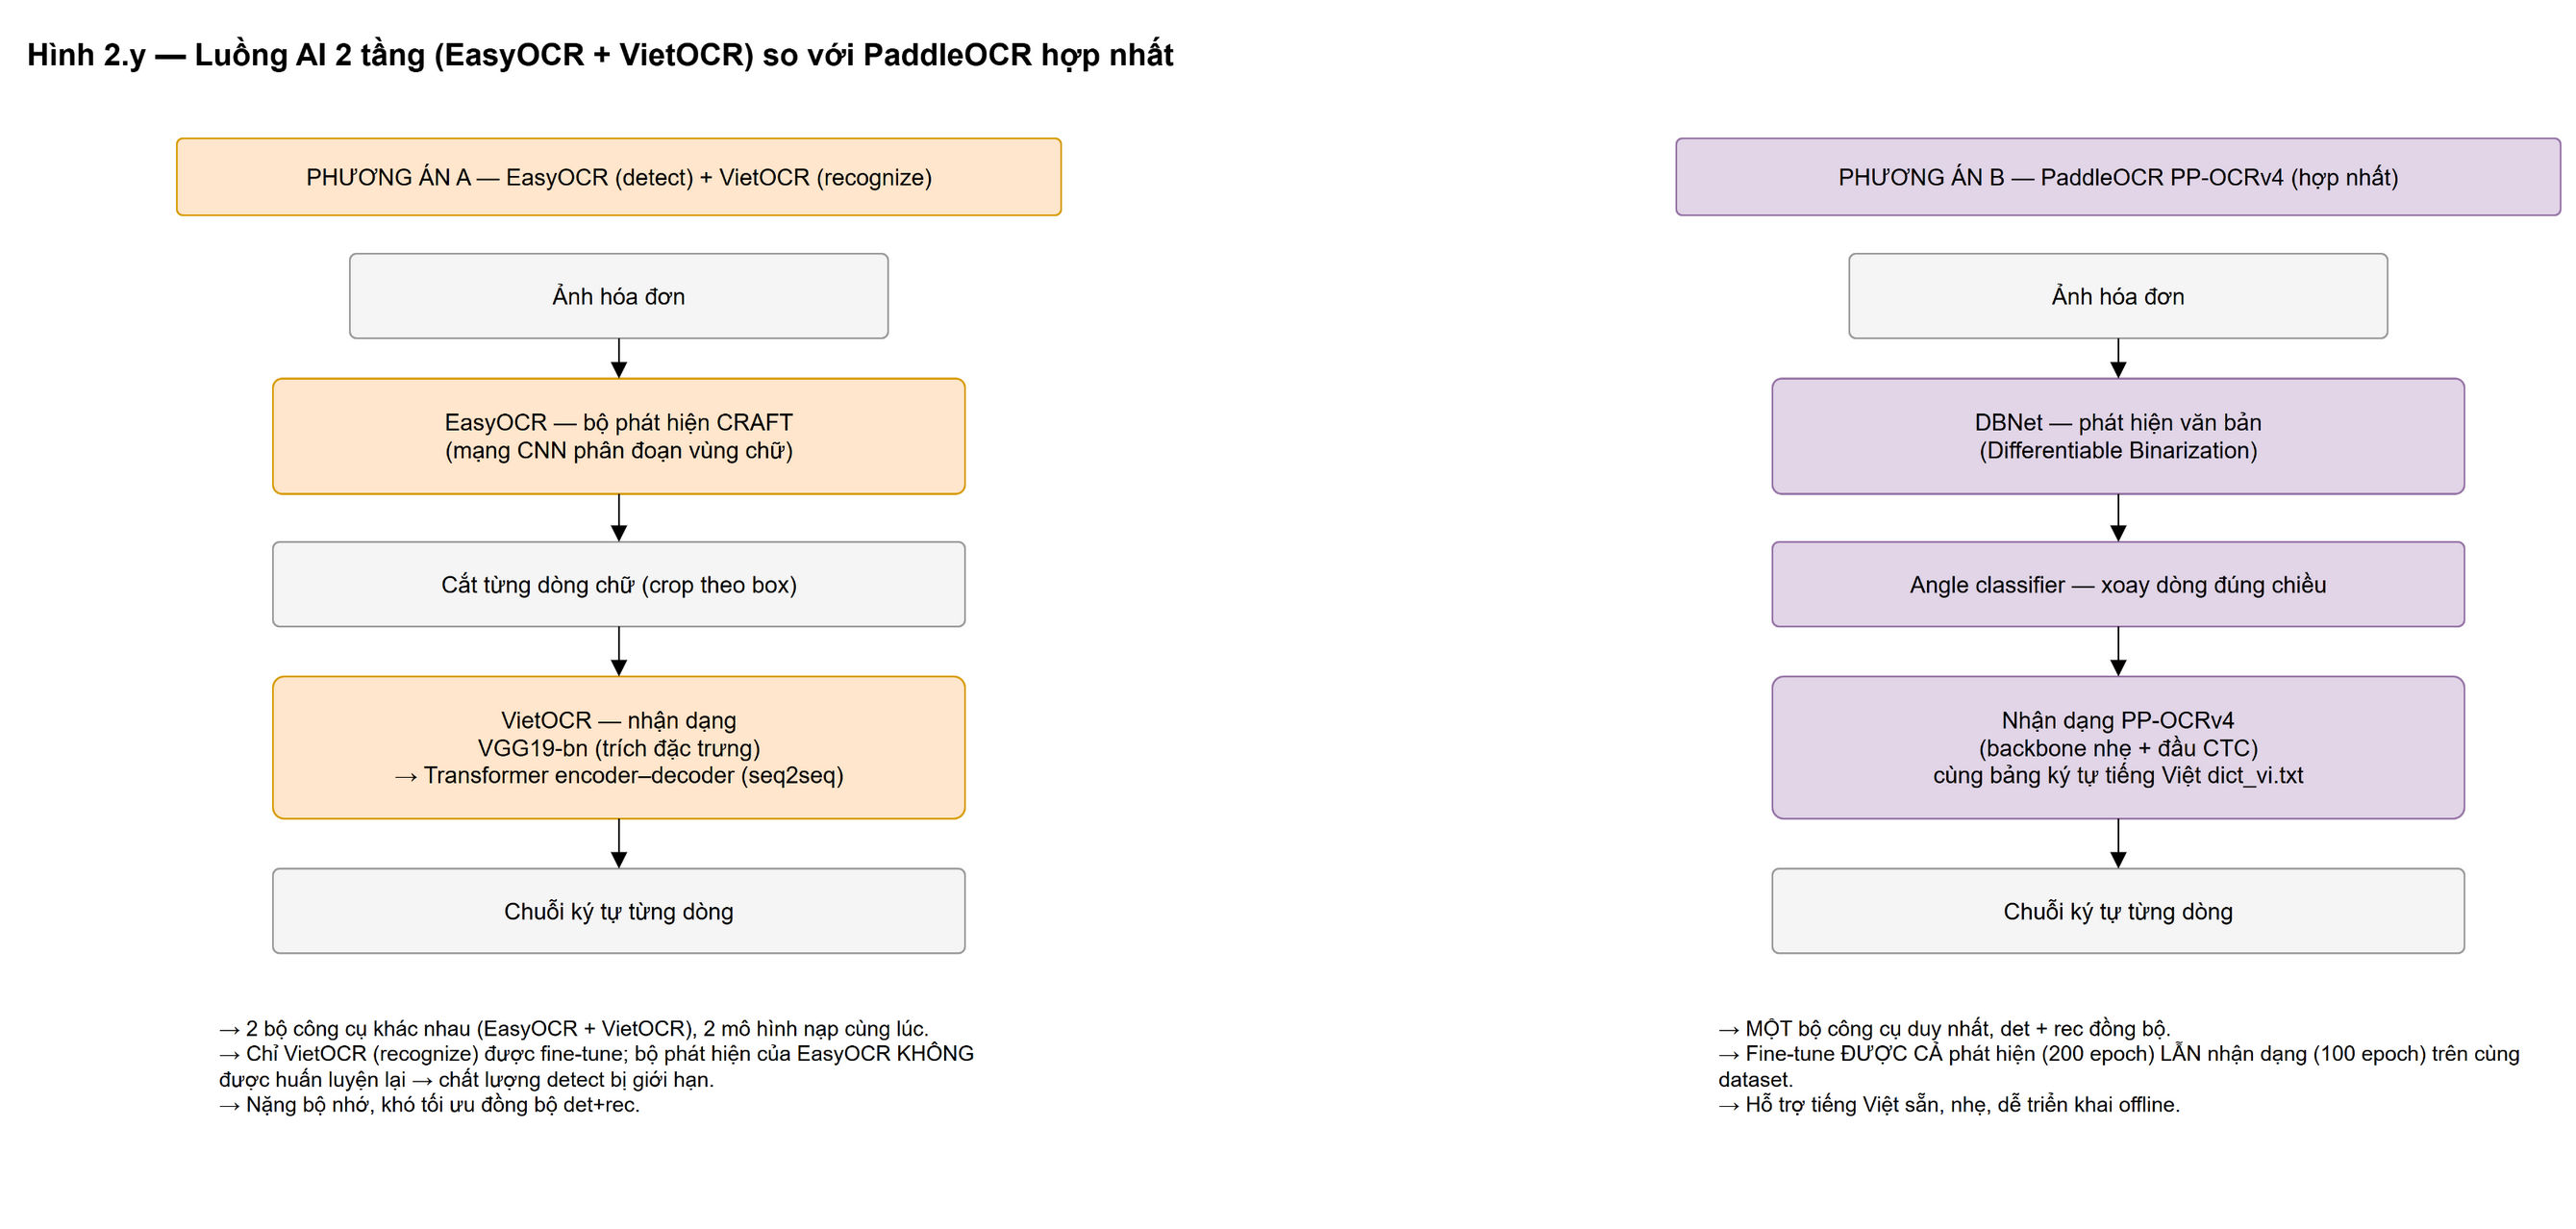 Hình 2.y — Luồng AI 2 tầng (EasyOCR + VietOCR) so với PaddleOCR hợp nhất
PHƯƠNG ÁN A — EasyOCR (detect) + VietOCR (recognize)
Ảnh hóa đơn
EasyOCR — bộ phát hiện CRAFT
(mạng CNN phân đoạn vùng chữ)
Cắt từng dòng chữ (crop theo box)
VietOCR — nhận dạng
VGG19-bn (trích đặc trưng)
→ Transformer encoder–decoder (seq2seq)
Chuỗi ký tự từng dòng
→ 2 bộ công cụ khác nhau (EasyOCR + VietOCR), 2 mô hình nạp cùng lúc.
→ Chỉ VietOCR (recognize) được fine-tune; bộ phát hiện của EasyOCR KHÔNG
được huấn luyện lại → chất lượng detect bị giới hạn.
→ Nặng bộ nhớ, khó tối ưu đồng bộ det+rec.
PHƯƠNG ÁN B — PaddleOCR PP-OCRv4 (hợp nhất)
Ảnh hóa đơn
DBNet — phát hiện văn bản
(Differentiable Binarization)
Angle classifier — xoay dòng đúng chiều
Nhận dạng PP-OCRv4
(backbone nhẹ + đầu CTC)
cùng bảng ký tự tiếng Việt dict_vi.txt
Chuỗi ký tự từng dòng
→ MỘT bộ công cụ duy nhất, det + rec đồng bộ.
→ Fine-tune ĐƯỢC CẢ phát hiện (200 epoch) LẪN nhận dạng (100 epoch) trên cùng
dataset.
→ Hỗ trợ tiếng Việt sẵn, nhẹ, dễ triển khai offline.